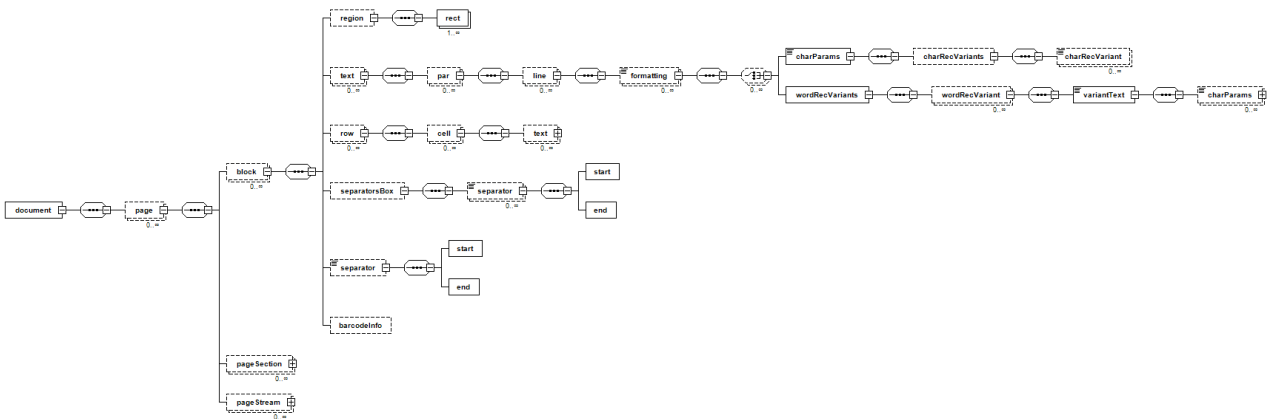 region rect
1..∞
charParams charRecVariants charRecVariant
0..∞
text par line formatting
0..∞ 0..∞ 0..∞ 0..∞ 0..∞
wordRecVariants wordRecVariant variantText charParams
0..∞ 0..∞
row cell text
0..∞ 0..∞ 0..∞
block
0..∞
start
separatorsBox separator
0..∞
end
document page
0..∞
start
separator
end
barcodeInfo
pageSection
0..∞
pageStream
0..∞